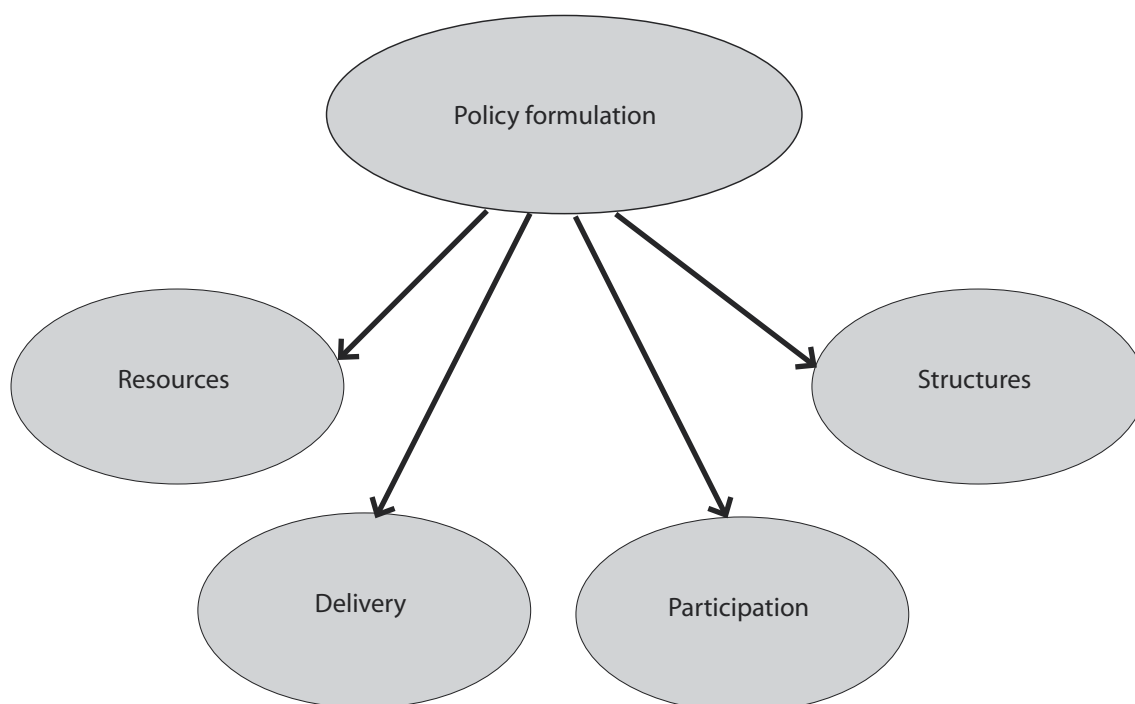 Policy formulation
Resources
Structures
Delivery
Participation